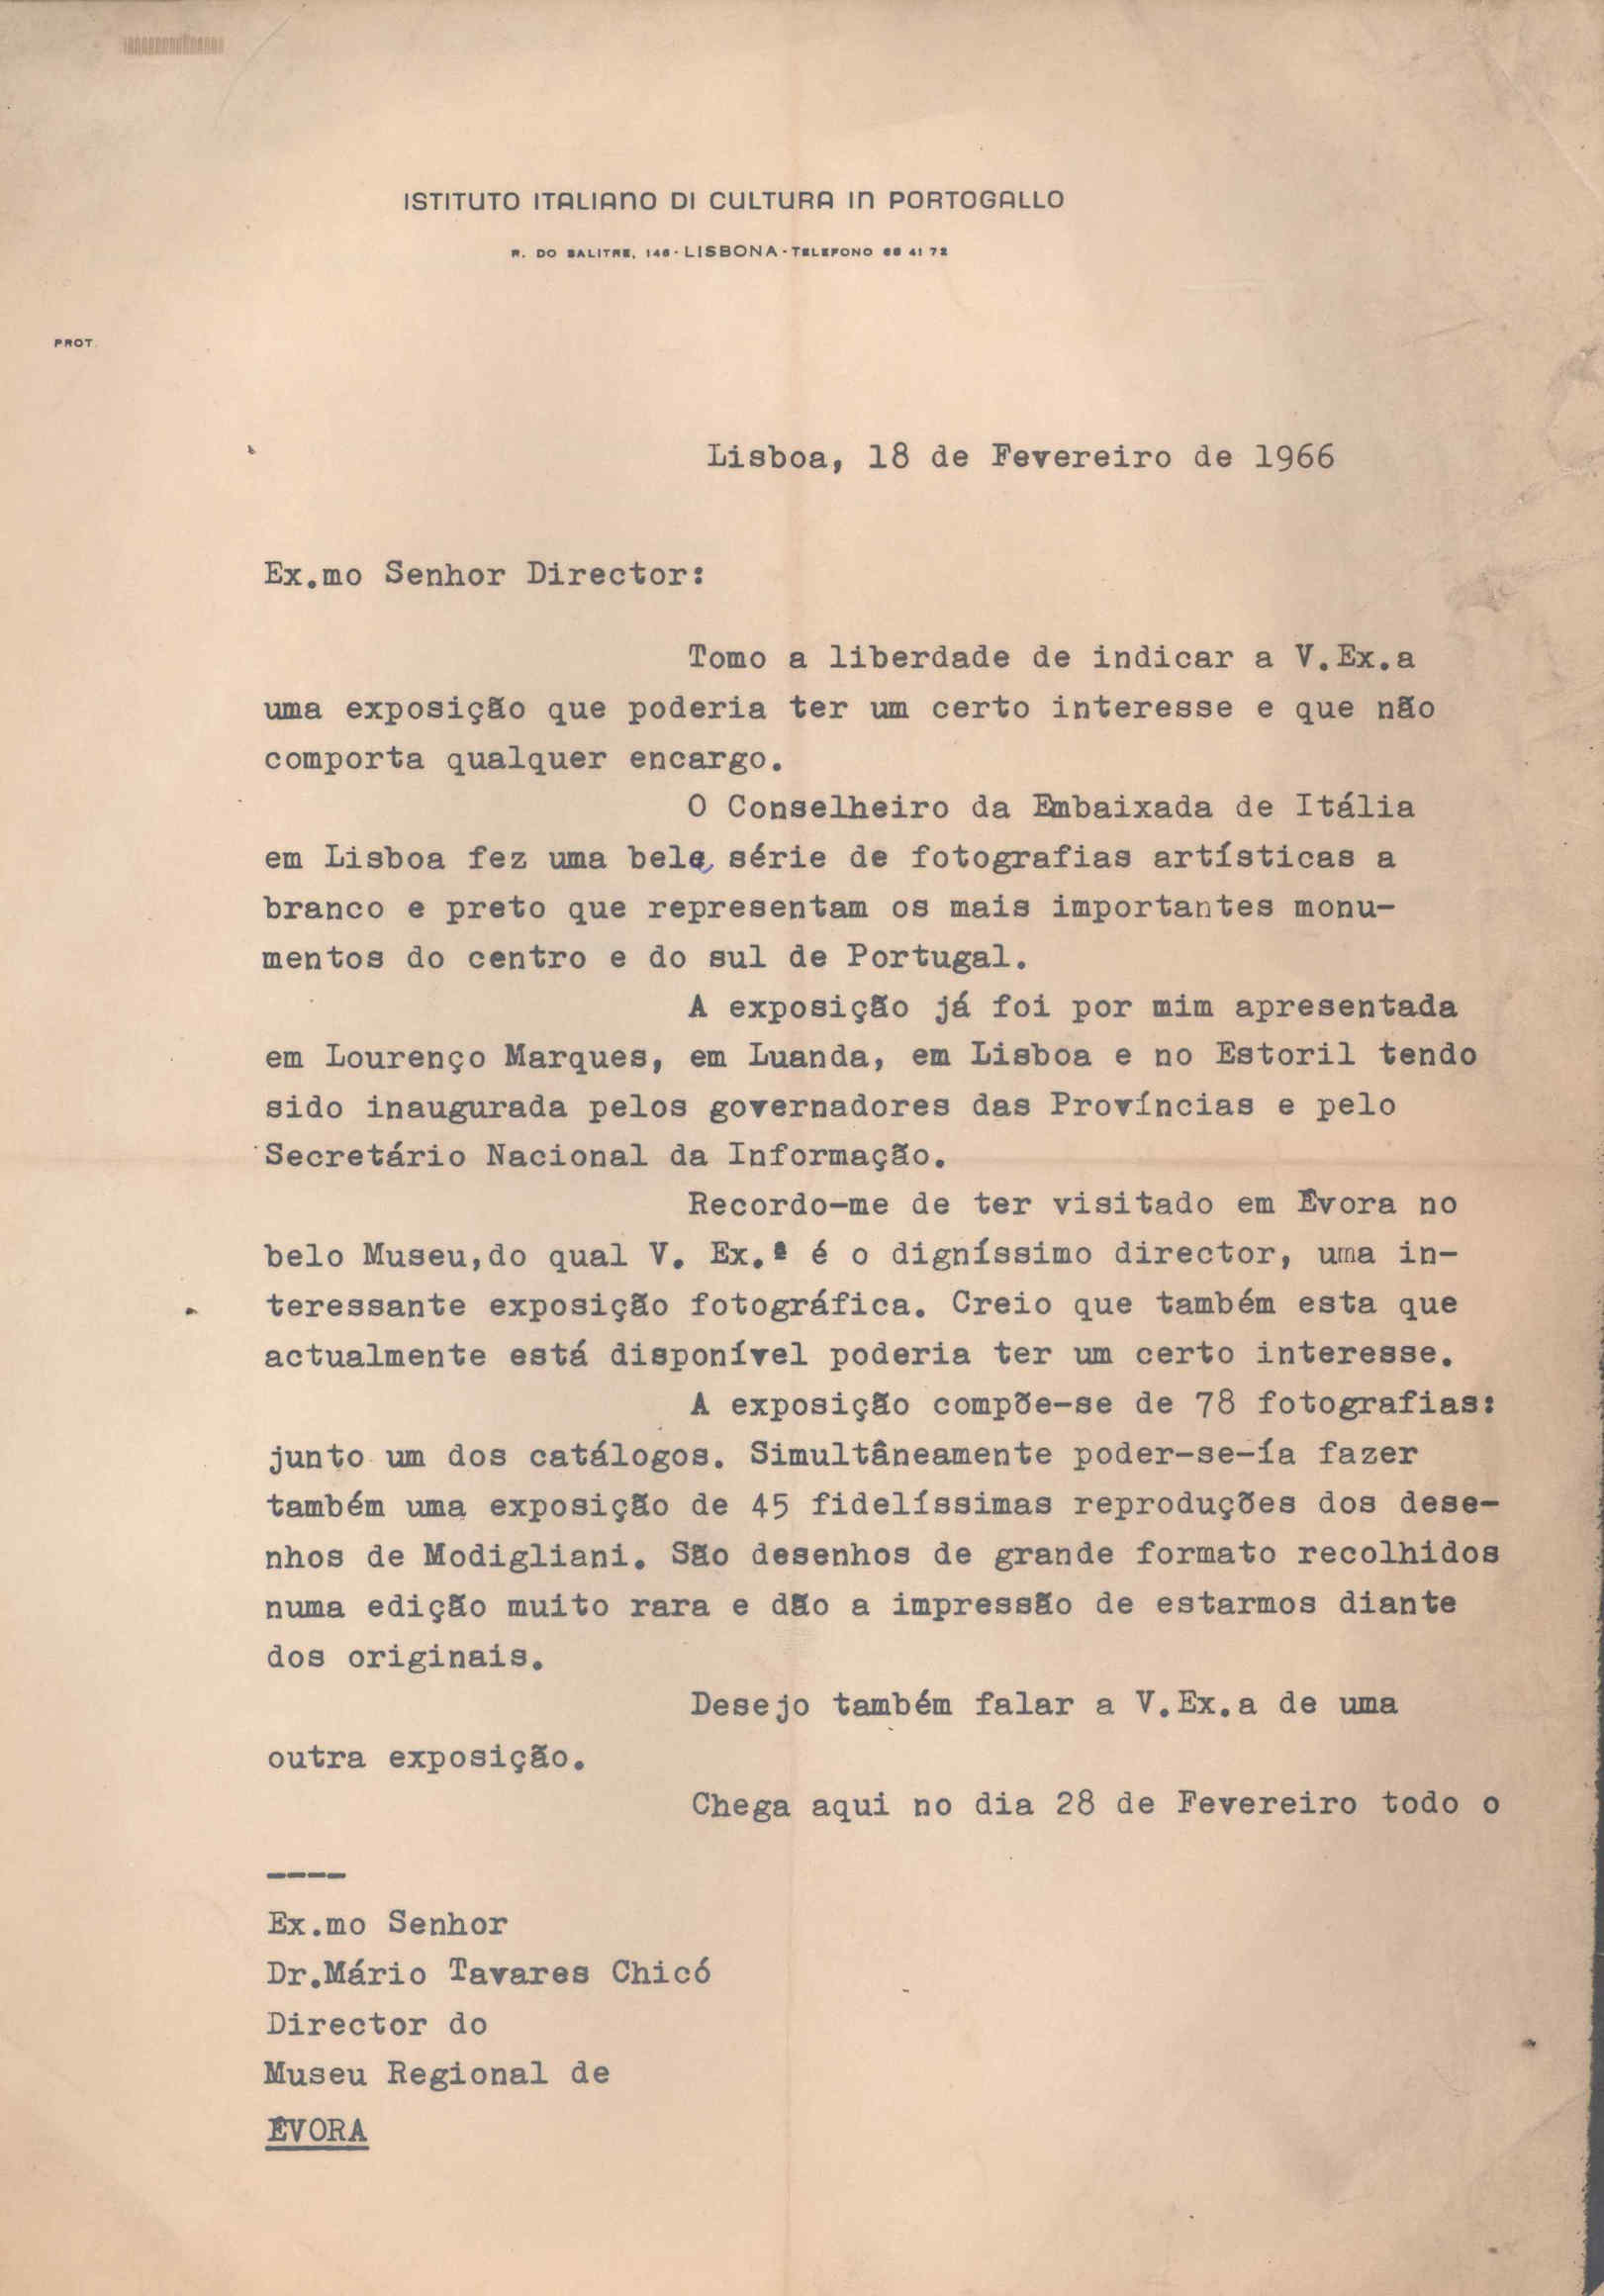 ISTITUTO ITALIANO DI CULTURA IN PORTOGALLO
R. DO SALITRE, 146 - LISBONA - TELEFONO 68 41 72
PROT.
Lisboa, 18 de Fevereiro de 1966
Ex.mo Senhor Director:
Tomo a liberdade de indicar a V.Ex.a
uma exposição que poderia ter um certo interesse e que não
comporta qualquer encargo.
O Conselheiro da Embaixada de Itália
em Lisboa fez uma bela série de fotografias artísticas a
branco e preto que representam os mais importantes monu-
mentos do centro e do sul de Portugal.
A exposição já foi por mim apresentada
em Lourenço Marques, em Luanda, em Lisboa e no Estoril tendo
sido inaugurada pelos governadores das Províncias e pelo
Secretário Nacional da Informação.
Recordo-me de ter visitado em Évora no
belo Museu,do qual V. Ex.ª é o digníssimo director, uma in-
teressante exposição fotográfica. Creio que também esta que
actualmente está disponível poderia ter um certo interesse.
A exposição compõe-se de 78 fotografias:
junto um dos catálogos. Simultâneamente poder-se-ía fazer
também uma exposição de 45 fidelíssimas reproduções dos dese-
nhos de Modigliani. São desenhos de grande formato recolhidos
numa edição muito rara e dão a impressão de estarmos diante
dos originais.
Desejo também falar a V.Ex.a de uma
outra exposição.
Chega aqui no dia 28 de Fevereiro todo o
----
Ex.mo Senhor
Dr.Mário Tavares Chicó
Director do
Museu Regional de
ÉVORA